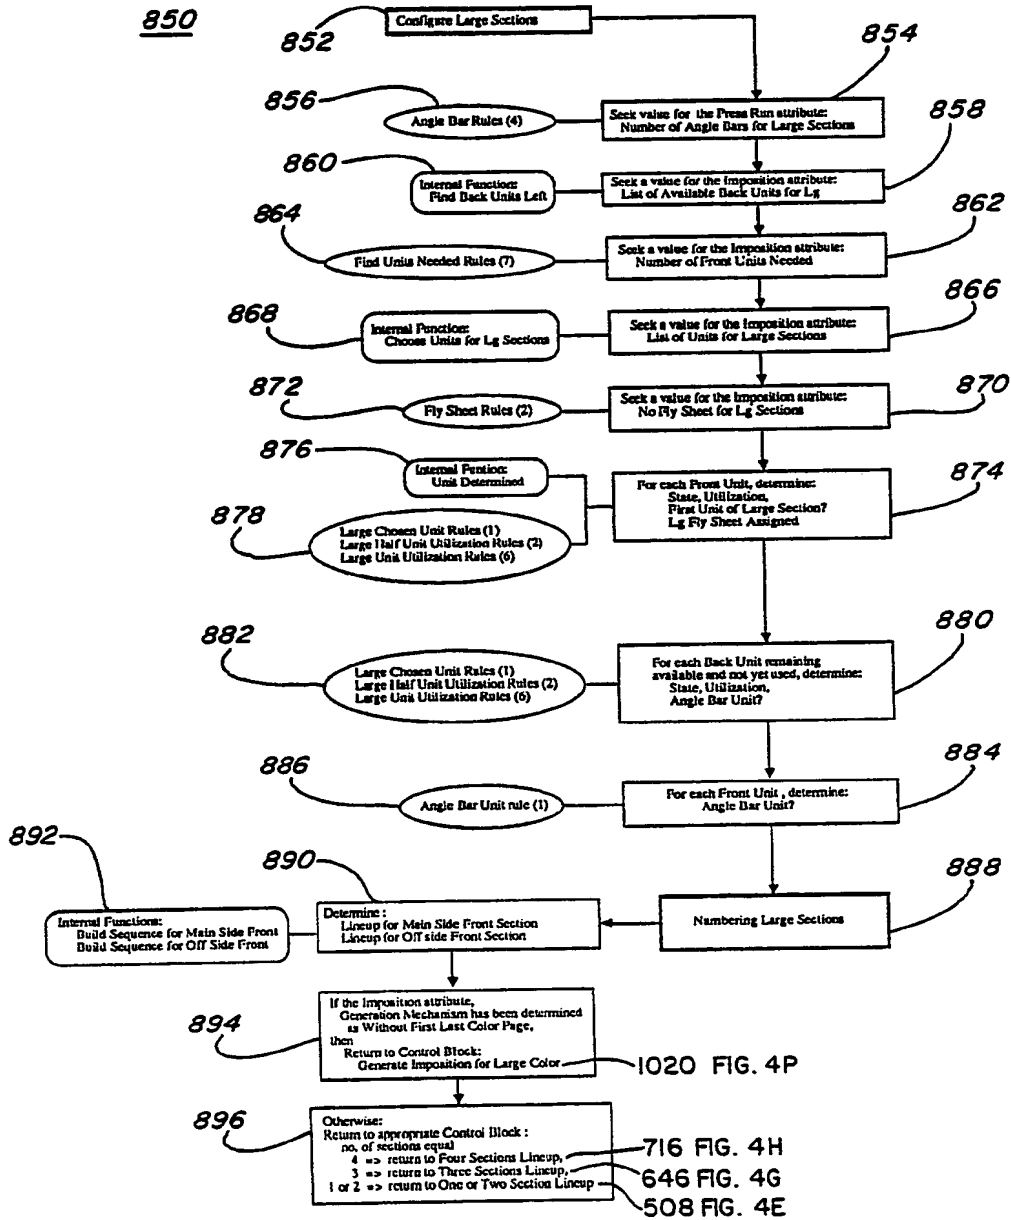 850
852
Configure Large Sections
854
856
Angle Bar Rules (4)
Seek value for the Press Run attribute:
Number of Angle Bars for Large Sections
858
860
Internal Function:
Find Back Units Left
Seek a value for the Imposition attribute:
List of Available Back Units for Lg
862
864
Find Units Needed Rules (7)
Seek a value for the Imposition attribute:
Number of Front Units Needed
866
868
Internal Function:
Choose Units for Lg Sections
Seek a value for the Imposition attribute:
List of Units for Large Sections
870
872
Fly Sheet Rules (2)
Seek a value for the Imposition attribute:
No Fly Sheet for Lg Sections
874
876
Internal Funtion:
Unit Determined
878
Large Chosen Unit Rules (1)
Large Half Unit Utilization Rules (2)
Large Unit Utilization Rules (6)
For each Front Unit, determine:
State, Utilization,
First Unit of Large Section?
Lg Fly Sheet Assigned
880
882
Large Chosen Unit Rules (1)
Large Half Unit Utilization Rules (2)
Large Unit Utilization Rules (6)
For each Back Unit remaining
available and not yet used, determine:
State, Utilization,
Angle Bar Unit?
884
886
Angle Bar Unit rule (1)
For each Front Unit , determine:
Angle Bar Unit?
888
Numbering Large Sections
890
Determine :
Lineup for Main Side Front Section
Lineup for Off side Front Section
892
Internal Functions:
Build Sequence for Main Side Front
Build Sequence for Off Side Front
894
If the Imposition attribute,
Generation Mechanism has been determined
as Without First Last Color Page,
then
Return to Control Block:
Generate Imposition for Large Color
1020 FIG. 4P
896
Otherwise:
Return to appropriate Control Block :
no. of sections equal
4 => return to Four Sections Lineup,
716 FIG. 4H
3 => return to Three Sections Lineup,
646 FIG. 4G
1 or 2 => return to One or Two Section Lineup
508 FIG. 4E